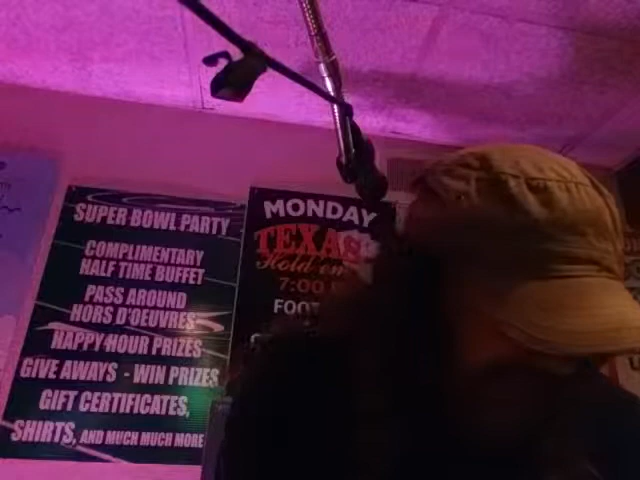 SUPER BOWL PARTY
COMPLIMENTARY
HALF TIME BUFFET
PASS AROUND
HORS D'OEUVRES
HAPPY HOUR PRIZES
GIVE AWAYS - WIN PRIZES
GIFT CERTIFICATES,
SHIRTS, AND MUCH MUCH MORE
MONDAY
TEXAS
Hold em
7:00